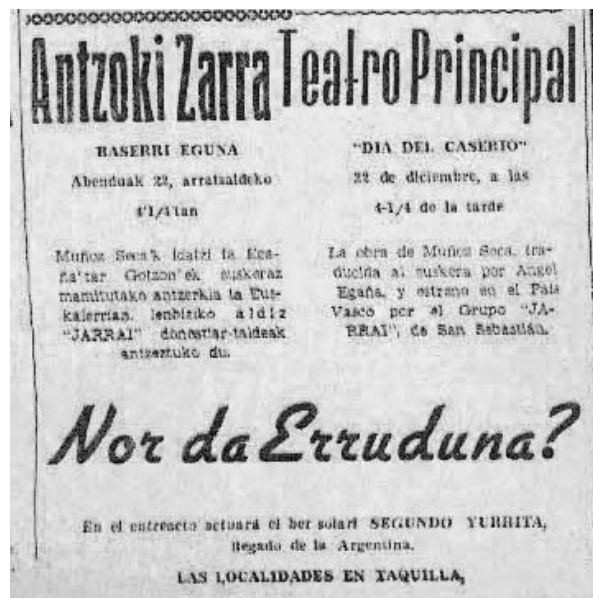 Antzoki Zarra Teatro Principal
BASERRI EGUNA
Abenduak 22, arratzaldeko
4'1/4'tan
Muñoz Seca'k idatzi ta Ega-
ña'tar Gotzon'ek euskeraz
mamitutako antzerkia ta Eus-
kalerrian, lenbiziko aldiz
"JARRAI" donostiar-taldeak
antzeztuko du.
"DIA DEL CASERIO"
22 de diciembre, a las
4-1/4 de la tarde
La obra de Muñoz Seca, tra-
ducida al euskera por Angel
Egaña, y estreno en el País
Vasco por el Grupo "JA-
RRAI", de San Sebastián.
Nor da Erruduna?
En el entreacto actuará el ber solari SEGUNDO YURRITA,
llegado de la Argentina.
LAS LOCALIDADES EN TAQUILLA,